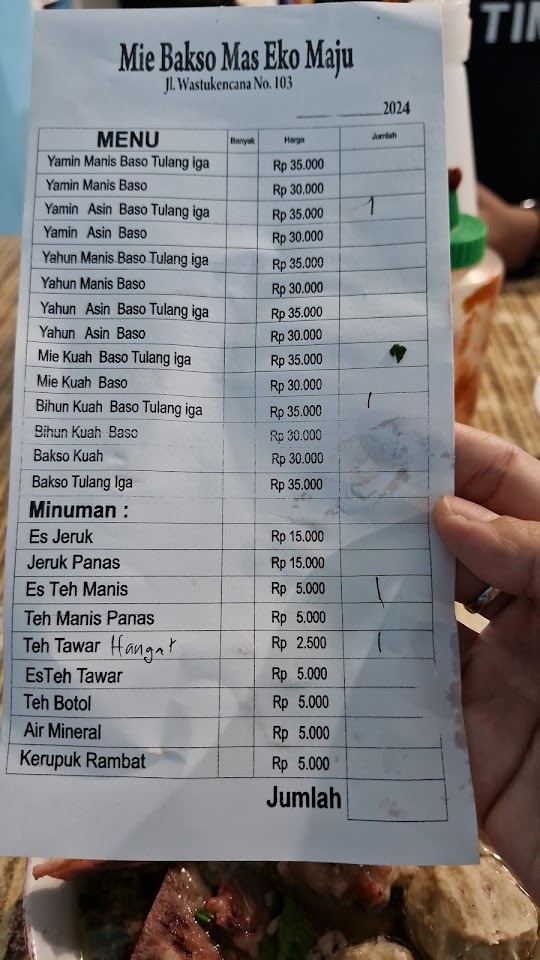 TIM
Mie Bakso Mas Eko Maju
Jl. Wastukencana No. 103
2024
MENU Banyak Harga Jumlah
Yamin Manis Baso Tulang iga Rp 35.000
Yamin Manis Baso Rp 30.000
Yamin Asin Baso Tulang iga Rp 35.000 1
Yamin Asin Baso Rp 30.000
Yahun Manis Baso Tulang iga Rp 35.000
Yahun Manis Baso Rp 30.000
Yahun Asin Baso Tulang iga Rp 35.000
Yahun Asin Baso Rp 30.000
Mie Kuah Baso Tulang iga Rp 35.000
Mie Kuah Baso Rp 30.000
Bihun Kuah Baso Tulang iga Rp 35.000 1
Bihun Kuah Baso Rp 30.000
Bakso Kuah Rp 30.000
Bakso Tulang Iga Rp 35.000
Minuman :
Es Jeruk Rp 15.000
Jeruk Panas Rp 15.000
Es Teh Manis Rp 5.000 1
Teh Manis Panas Rp 5.000
Teh Tawar Hangat Rp 2.500 1
EsTeh Tawar Rp 5.000
Teh Botol Rp 5.000
Air Mineral Rp 5.000
Kerupuk Rambat Rp 5.000
Jumlah